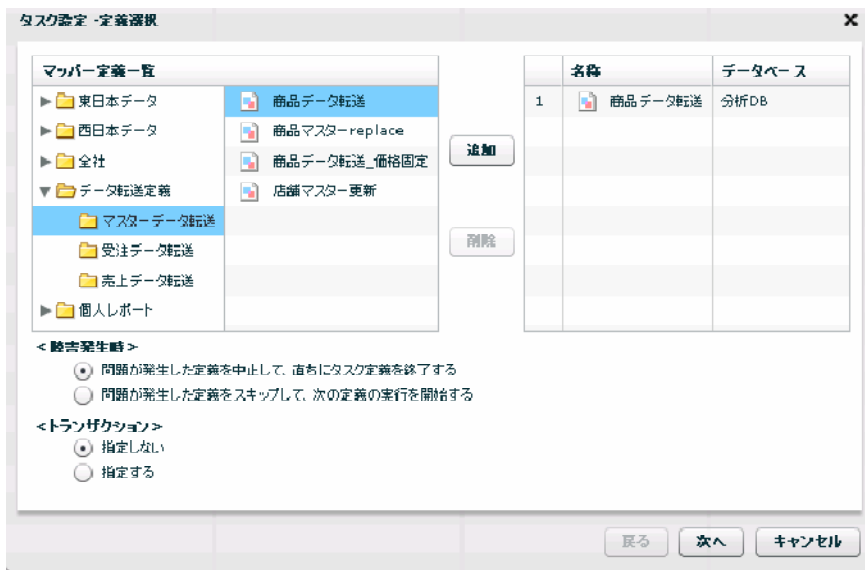 タスク設定 -定義選択
マッパー定義一覧
東日本データ
西日本データ
全社
データ転送定義
マスターデータ転送
受注データ転送
売上データ転送
個人レポート
商品データ転送
商品マスターreplace
商品データ転送_価格固定
店舗マスター更新
追加
削除
名称 データベース
1 商品データ転送 分析DB
<障害発生時>
問題が発生した定義を中止して、直ちにタスク定義を終了する
問題が発生した定義をスキップして、次の定義の実行を開始する
<トランザクション>
指定しない
指定する
戻る 次へ キャンセル